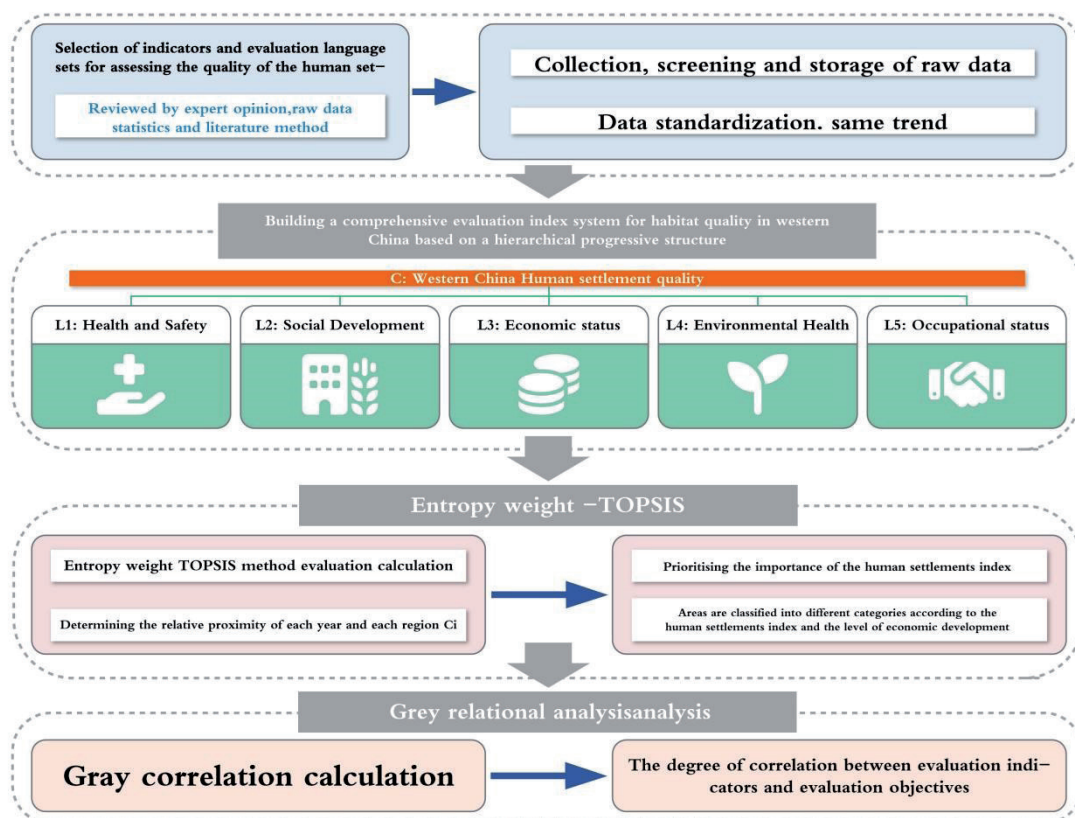 Selection of indicators and evaluation language
sets for assessing the quality of the human set-
Reviewed by expert opinion,raw data
statistics and literature method
Collection, screening and storage of raw data
Data standardization. same trend
Building a comprehensive evaluation index system for habitat quality in western
China based on a hierarchical progressive structure
C: Western China Human settlement quality
L1: Health and Safety
L2: Social Development
L3: Economic status
L4: Environmental Health
L5: Occupational status
Entropy weight -TOPSIS
Entropy weight TOPSIS method evaluation calculation
Determining the relative proximity of each year and each region Ci
Prioritising the importance of the human settlements index
Areas are classified into different categories according to the
human settlements index and the level of economic development
Grey relational analysisanalysis
Gray correlation calculation
The degree of correlation between evaluation indi-
cators and evaluation objectives